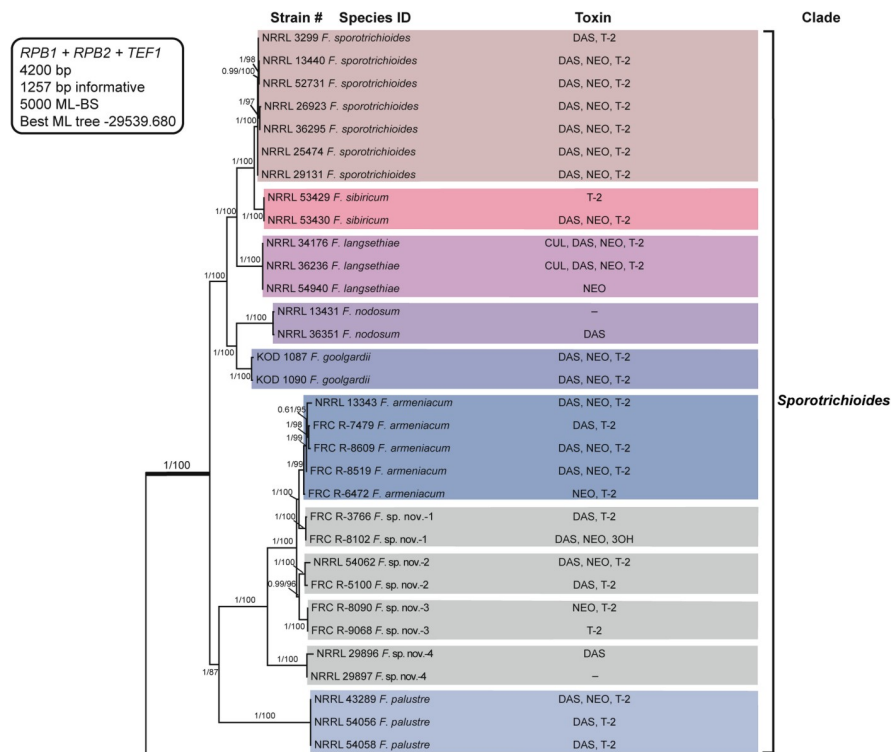 Strain # Species ID Toxin Clade
RPB1 + RPB2 + TEF1
4200 bp
1257 bp informative
5000 ML-BS
Best ML tree -29539.680
NRRL 3299 F. sporotrichioides DAS, T-2
NRRL 13440 F. sporotrichioides DAS, NEO, T-2
NRRL 52731 F. sporotrichioides DAS, NEO, T-2
NRRL 26923 F. sporotrichioides DAS, NEO, T-2
NRRL 36295 F. sporotrichioides DAS, NEO, T-2
NRRL 25474 F. sporotrichioides DAS, NEO, T-2
NRRL 29131 F. sporotrichioides DAS, NEO, T-2
NRRL 53429 F. sibiricum T-2
NRRL 53430 F. sibiricum DAS, NEO, T-2
NRRL 34176 F. langsethiae CUL, DAS, NEO, T-2
NRRL 36236 F. langsethiae CUL, DAS, NEO, T-2
NRRL 54940 F. langsethiae NEO
NRRL 13431 F. nodosum –
NRRL 36351 F. nodosum DAS
KOD 1087 F. goolgardii DAS, NEO, T-2
KOD 1090 F. goolgardii DAS, NEO, T-2
NRRL 13343 F. armeniacum DAS, NEO, T-2
FRC R-7479 F. armeniacum DAS, T-2
FRC R-8609 F. armeniacum DAS, NEO, T-2
FRC R-8519 F. armeniacum DAS, NEO, T-2
FRC R-6472 F. armeniacum NEO, T-2
FRC R-3766 F. sp. nov.-1 DAS, T-2
FRC R-8102 F. sp. nov.-1 DAS, NEO, 3OH
NRRL 54062 F. sp. nov.-2 DAS, NEO, T-2
FRC R-5100 F. sp. nov.-2 DAS, T-2
FRC R-8090 F. sp. nov.-3 NEO, T-2
FRC R-9068 F. sp. nov.-3 T-2
NRRL 29896 F. sp. nov.-4 DAS
NRRL 29897 F. sp. nov.-4 –
NRRL 43289 F. palustre DAS, NEO, T-2
NRRL 54056 F. palustre DAS, T-2
NRRL 54058 F. palustre DAS, T-2
Sporotrichioides
1/98
0.99/100
1/97
1/100
1/100
1/100
1/100
1/100
1/100
1/100
1/100
1/100
0.61/95
1/98
1/99
1/99
1/100
1/100
1/100
1/100
0.99/96
1/100
1/100
1/100
1/100
1/87
1/100